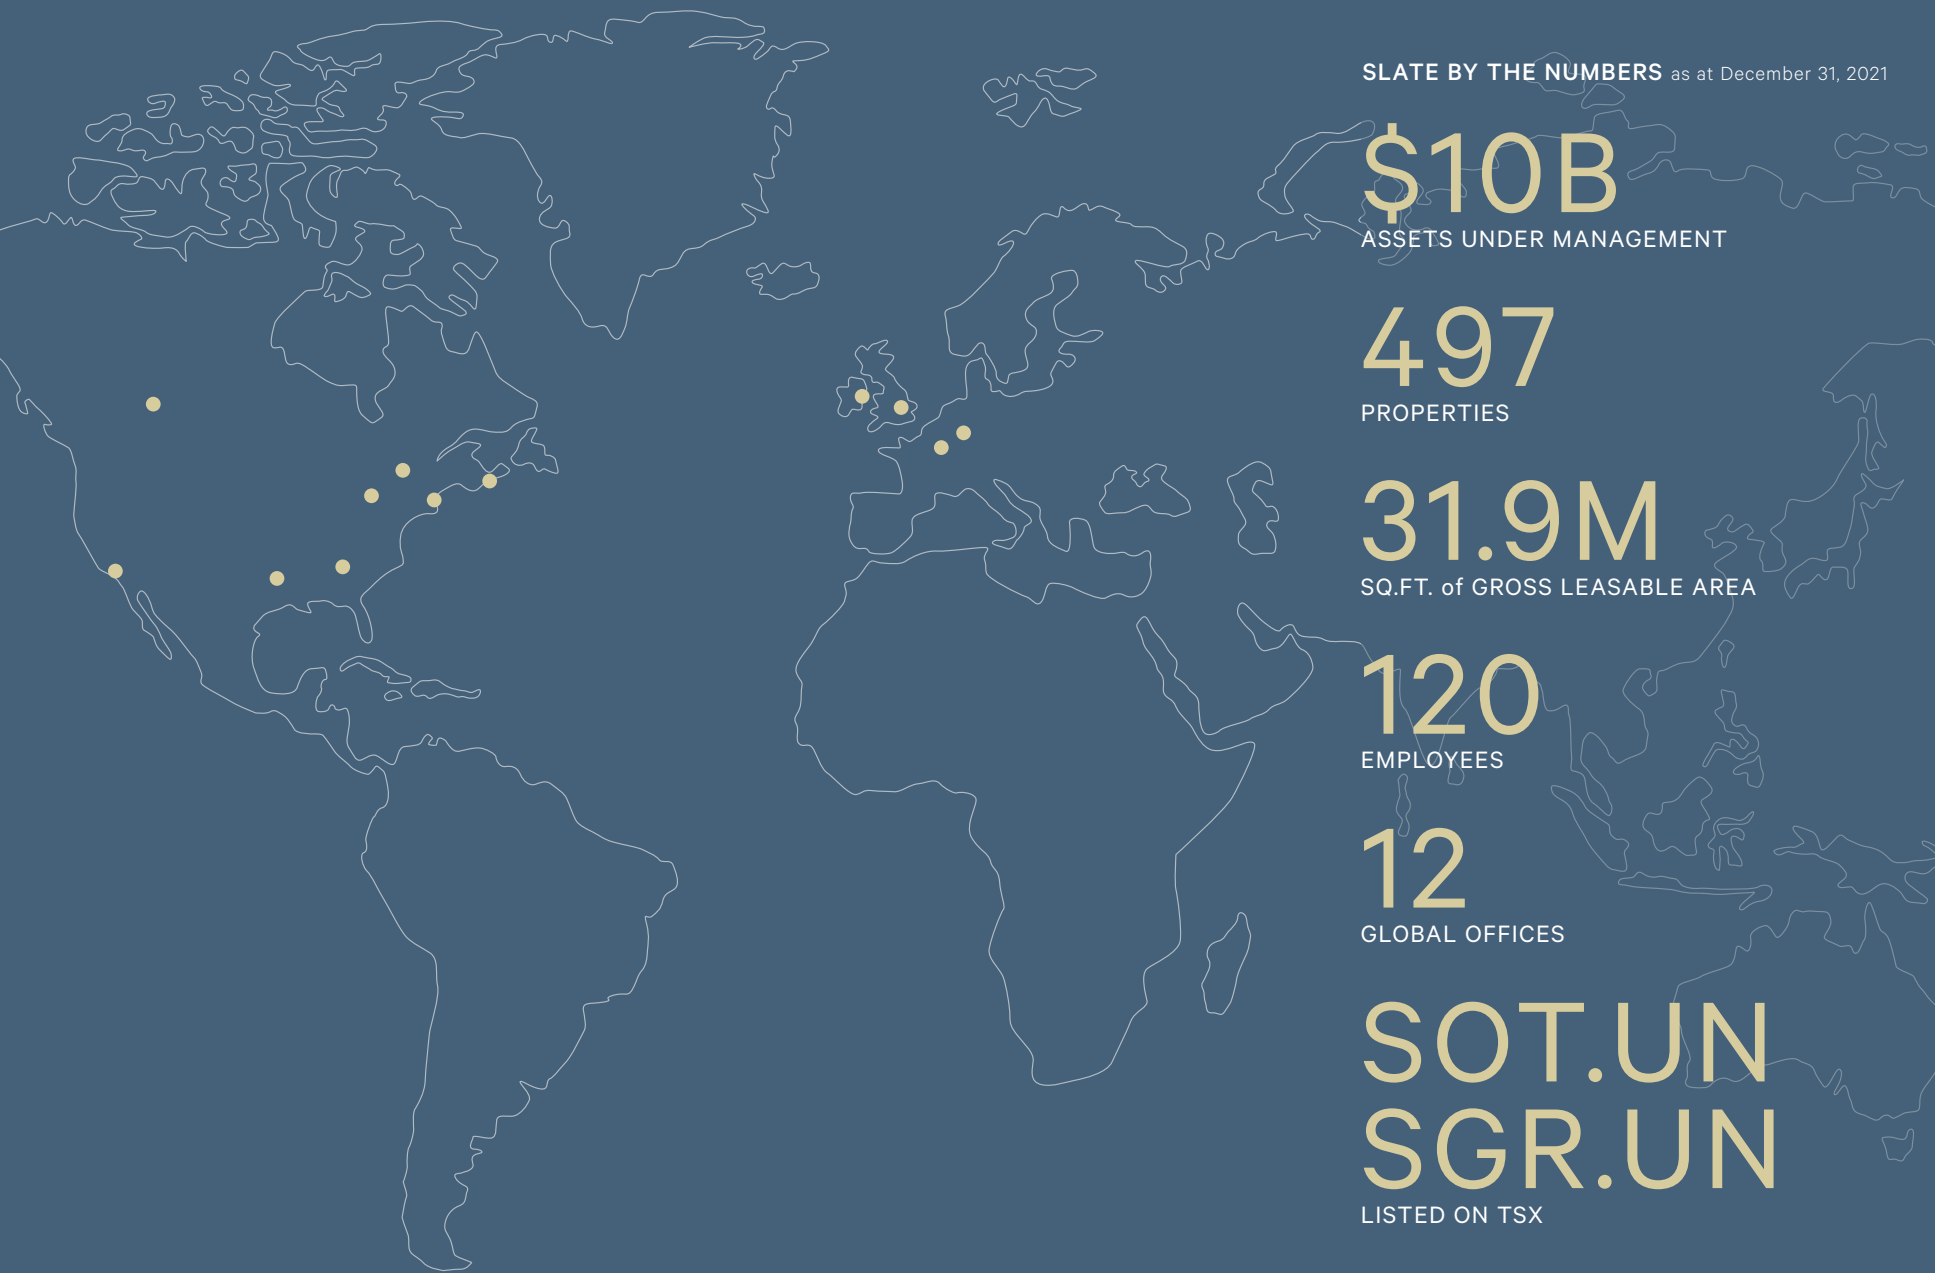 SLATE BY THE NUMBERS as at December 31, 2021
$10B
ASSETS UNDER MANAGEMENT
497
PROPERTIES
31.9M
SQ.FT. of GROSS LEASABLE AREA
120
EMPLOYEES
12
GLOBAL OFFICES
SOT.UN
SGR.UN
LISTED ON TSX